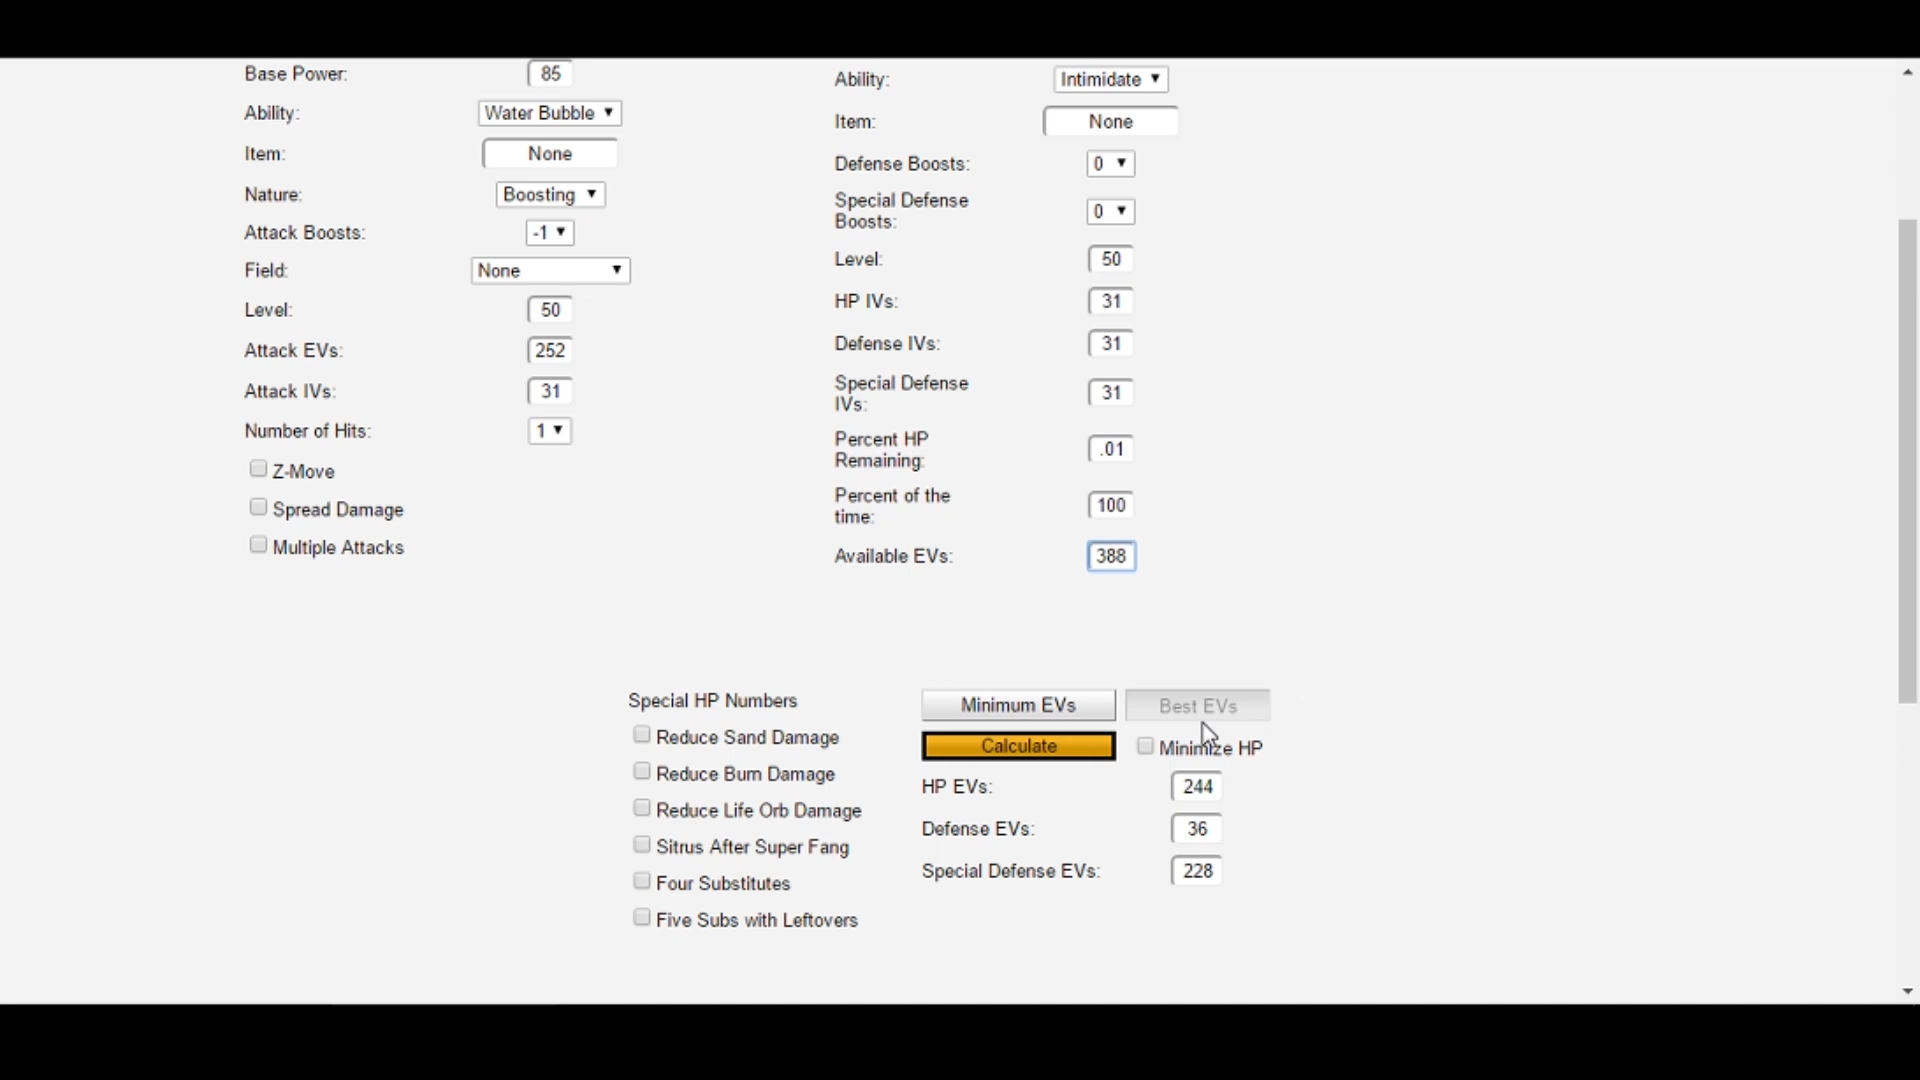 Base Power: 85
Ability: Water Bubble
Item: None
Nature: Boosting
Attack Boosts: -1
Field: None
Level: 50
Attack EVs: 252
Attack IVs: 31
Number of Hits: 1
Z-Move
Spread Damage
Multiple Attacks
Ability: Intimidate
Item: None
Defense Boosts: 0
Special Defense
Boosts: 0
Level: 50
HP IVs: 31
Defense IVs: 31
Special Defense
IVs: 31
Percent HP
Remaining: .01
Percent of the
time: 100
Available EVs: 388
Special HP Numbers
Reduce Sand Damage
Reduce Burn Damage
Reduce Life Orb Damage
Sitrus After Super Fang
Four Substitutes
Five Subs with Leftovers
Minimum EVs Best EVs
Calculate Minimize HP
HP EVs: 244
Defense EVs: 36
Special Defense EVs: 228